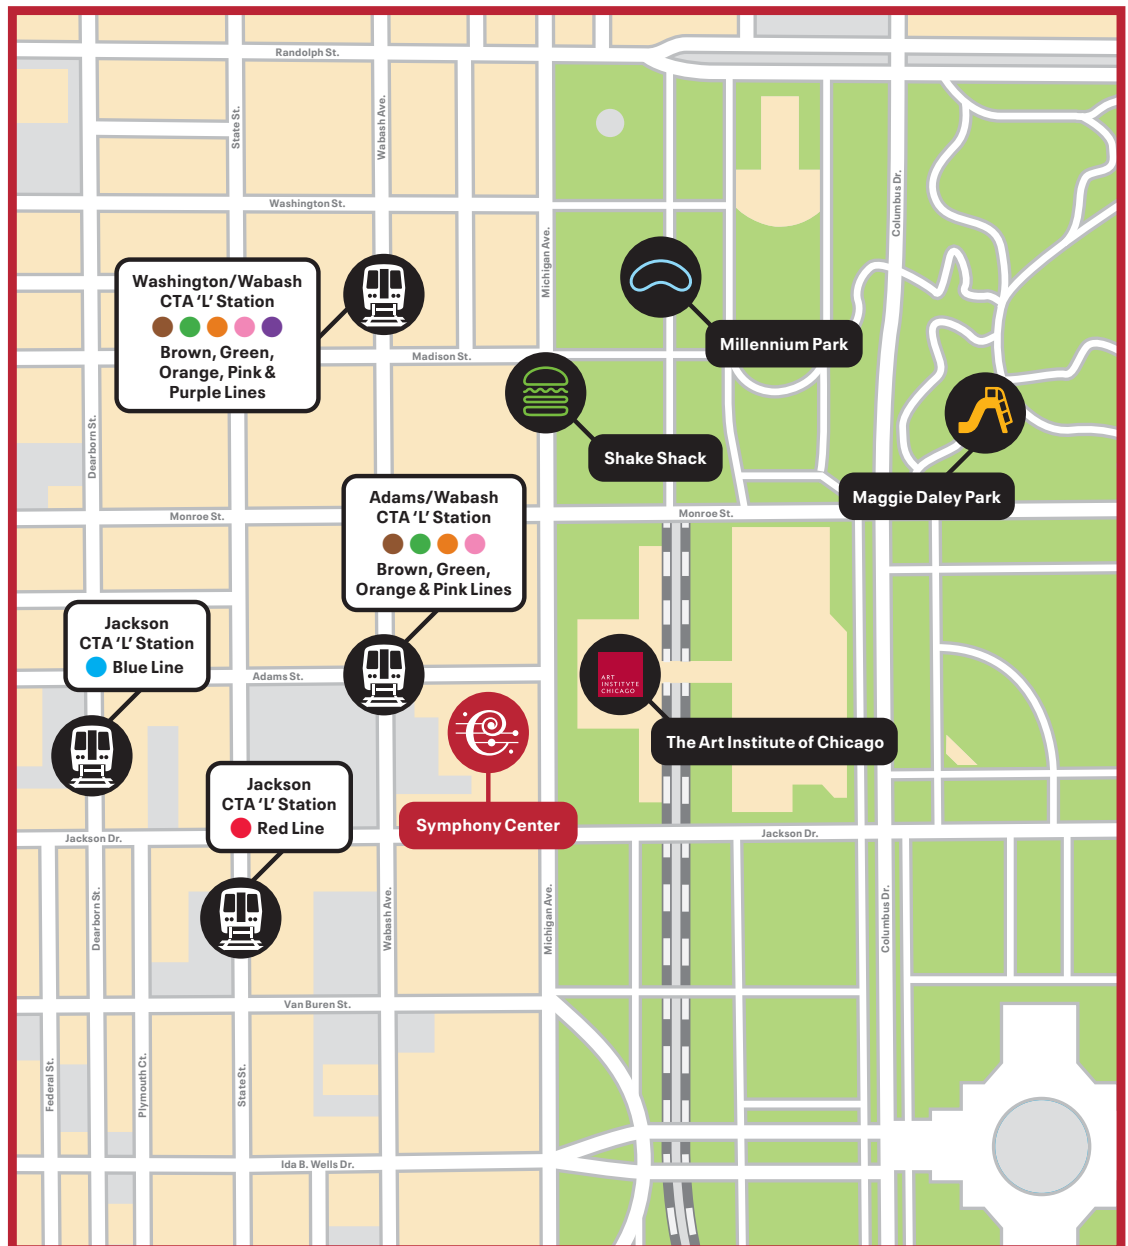 Randolph St.
State St.
Wabash Ave.
Washington St.
Columbus Dr.
Michigan Ave.
Washington/Wabash
CTA ‘L’ Station
Brown, Green,
Orange, Pink &
Purple Lines
Millennium Park
Madison St.
Shake Shack
Dearborn St.
Maggie Daley Park
Adams/Wabash
CTA ‘L’ Station
Brown, Green,
Orange & Pink Lines
Monroe St.
Monroe St.
Jackson
CTA ‘L’ Station
Blue Line
Adams St.
ART
INSTITVTE
CHICAGO
The Art Institute of Chicago
Jackson
CTA ‘L’ Station
Red Line
Symphony Center
Jackson Dr.
Jackson Dr.
Dearborn St.
Wabash Ave.
Michigan Ave.
Columbus Dr.
Van Buren St.
Federal St.
Plymouth Ct.
State St.
Ida B. Wells Dr.